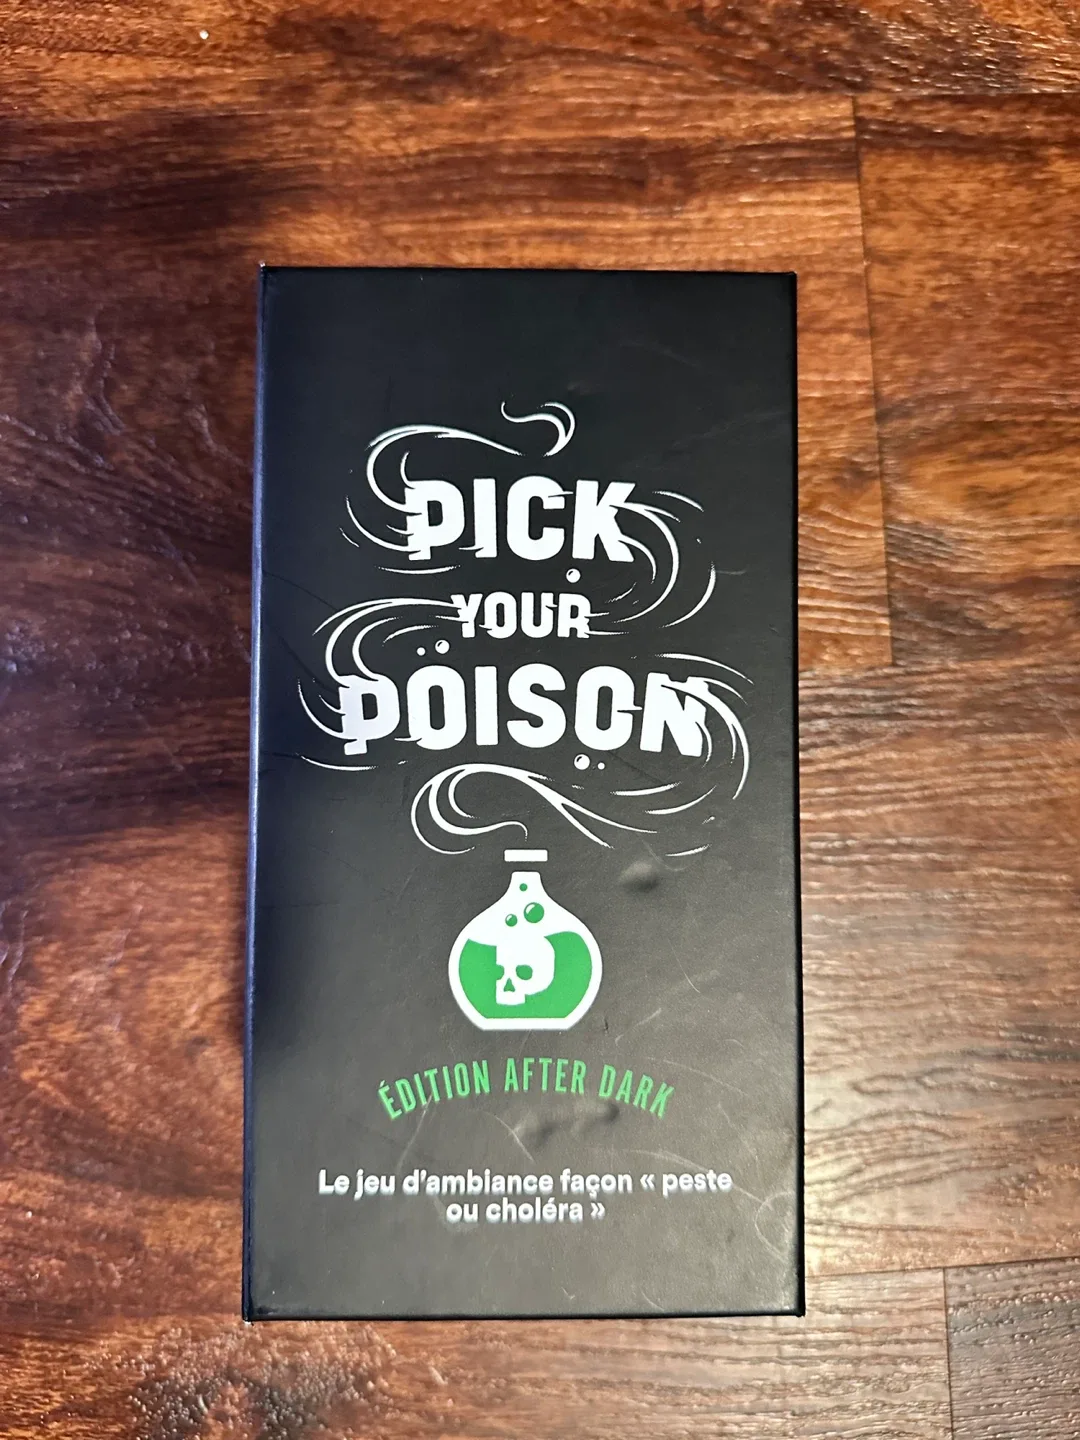 PICK
YOUR
POISON
ÉDITION AFTER DARK
Le jeu d'ambiance façon « peste
ou choléra »